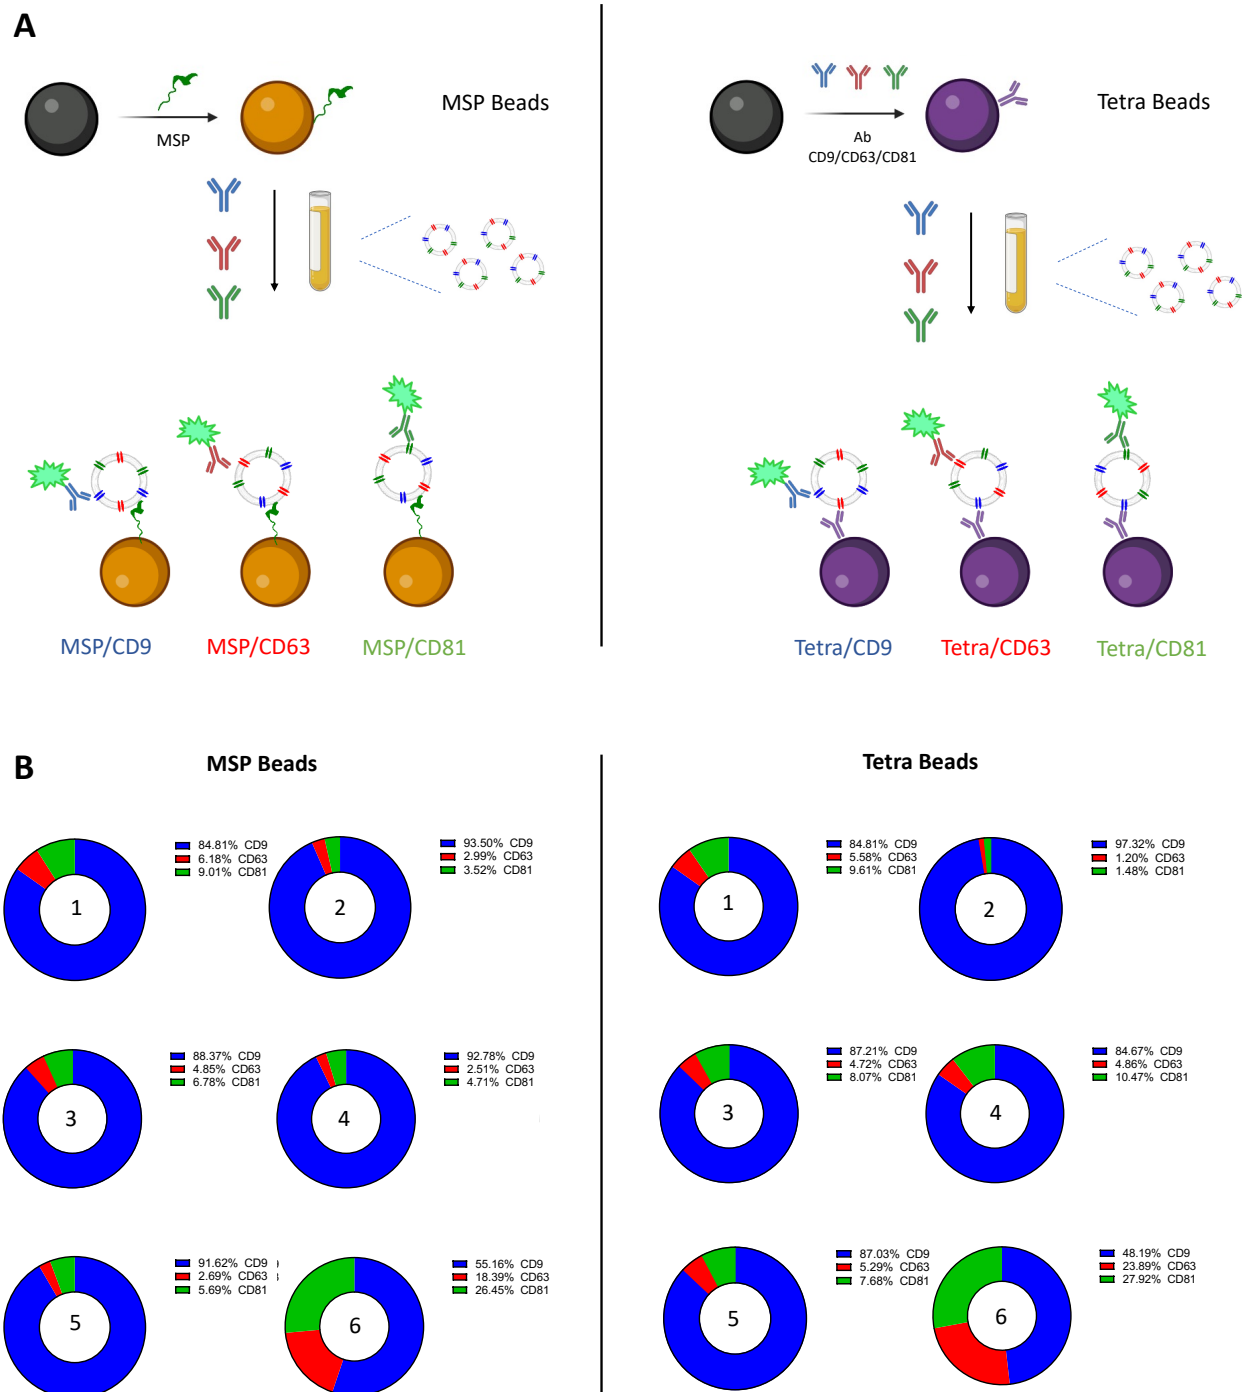 A
MSP
MSP Beads
Ab
CD9/CD63/CD81
Tetra Beads
MSP/CD9
MSP/CD63
MSP/CD81
Tetra/CD9
Tetra/CD63
Tetra/CD81
B
MSP Beads
Tetra Beads
1
84.81% CD9
6.18% CD63
9.01% CD81
2
93.50% CD9
2.99% CD63
3.52% CD81
1
84.81% CD9
5.58% CD63
9.61% CD81
2
97.32% CD9
1.20% CD63
1.48% CD81
3
88.37% CD9
4.85% CD63
6.78% CD81
4
92.78% CD9
2.51% CD63
4.71% CD81
3
87.21% CD9
4.72% CD63
8.07% CD81
4
84.67% CD9
4.86% CD63
10.47% CD81
5
91.62% CD9
2.69% CD63
5.69% CD81
6
55.16% CD9
18.39% CD63
26.45% CD81
5
87.03% CD9
5.29% CD63
7.68% CD81
6
48.19% CD9
23.89% CD63
27.92% CD81